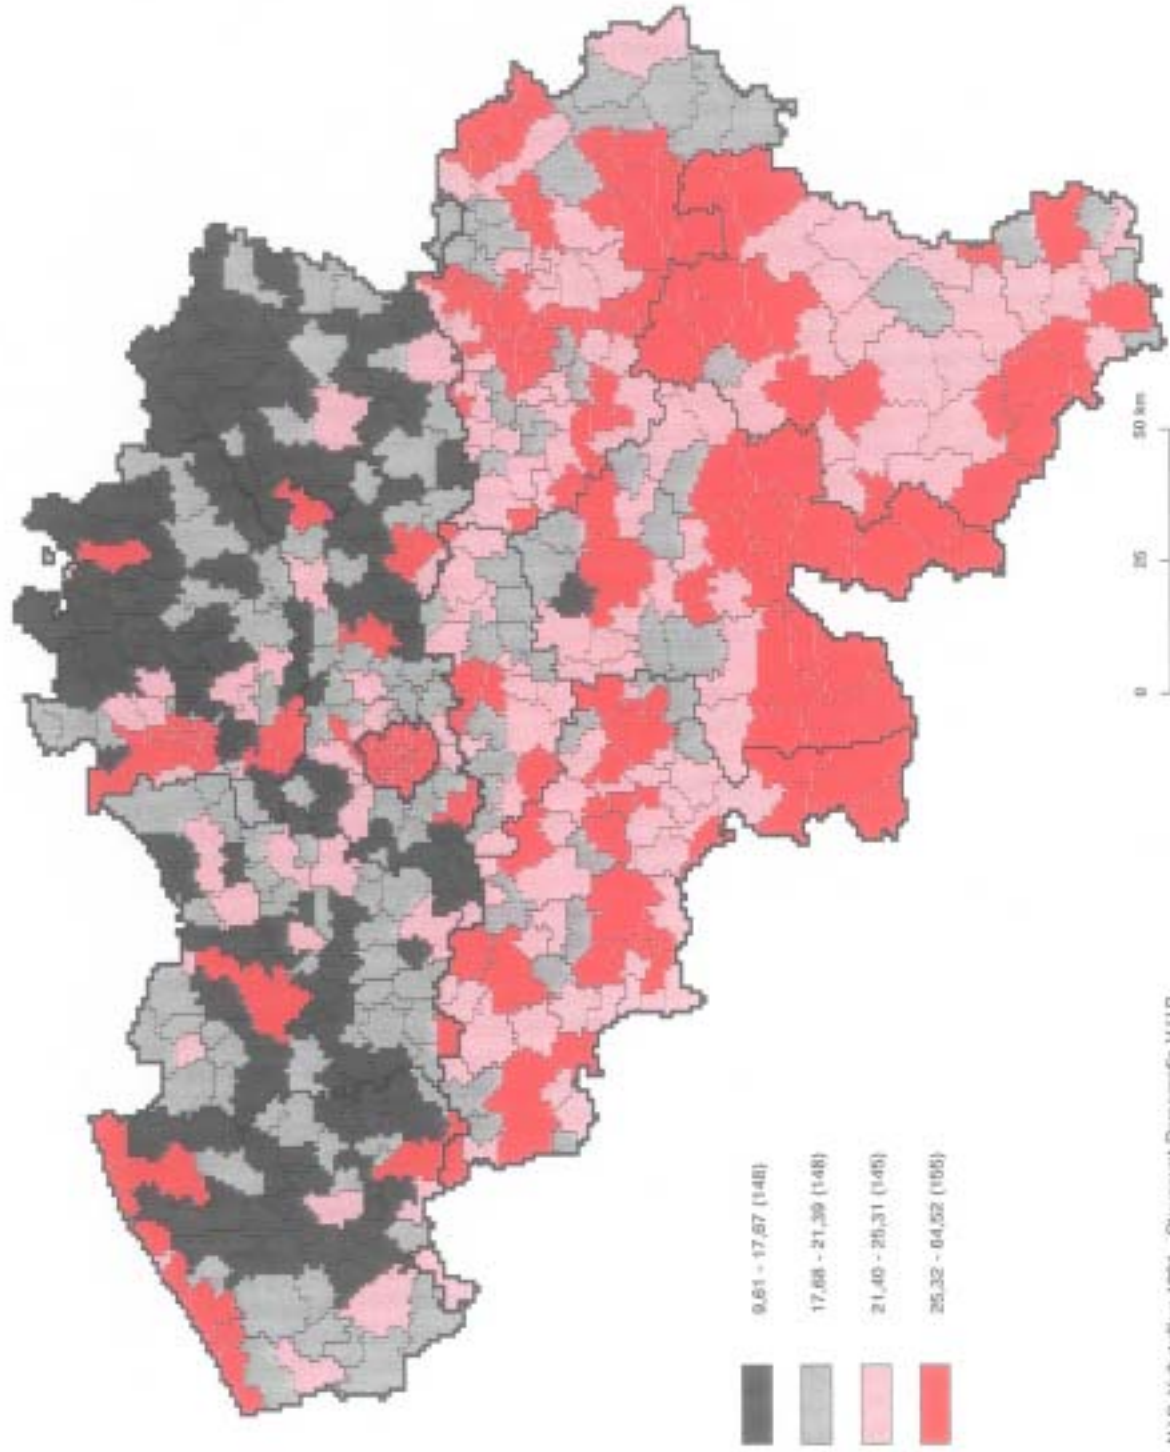 9,61 - 17,67 (148)
17,68 - 21,39 (148)
21,40 - 25,31 (145)
25,32 - 64,52 (155)
0 25 50 km